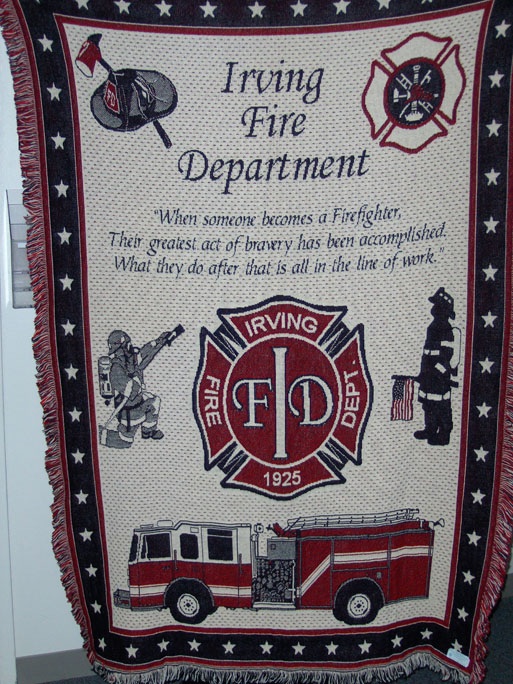 Irving
Fire
Department
"When someone becomes a Firefighter,
Their greatest act of bravery has been accomplished.
What they do after that is all in the line of work."
IRVING
FIRE
DEPT.
FID
1925